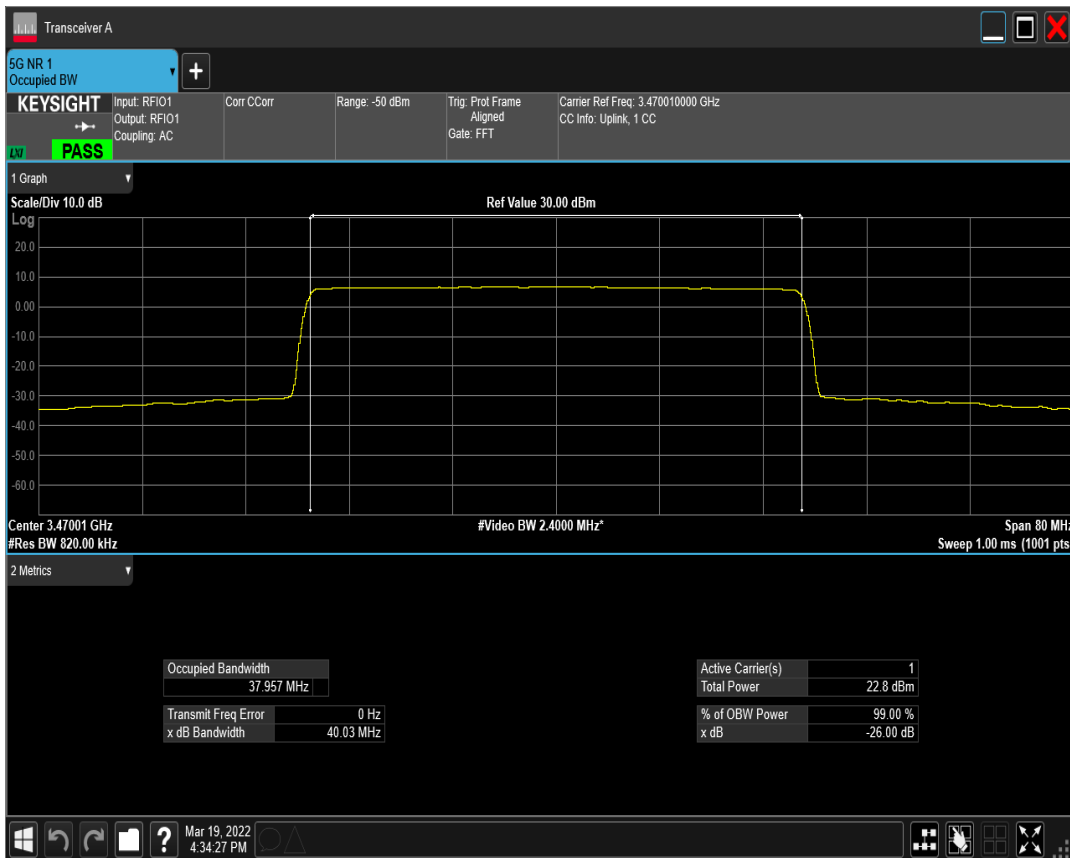 Transceiver A
5G NR 1
Occupied BW
+
KEYSIGHT
LXI
PASS
Input: RFIO1
Output: RFIO1
Coupling: AC
Corr CCorr
Range: -50 dBm
Trig: Prot Frame
Aligned
Gate: FFT
Carrier Ref Freq: 3.470010000 GHz
CC Info: Uplink, 1 CC
1 Graph
Scale/Div 10.0 dB
Ref Value 30.00 dBm
Log
20.0
10.0
0.00
-10.0
-20.0
-30.0
-40.0
-50.0
-60.0
Center 3.47001 GHz
#Video BW 2.4000 MHz*
Span 80 MHz
#Res BW 820.00 kHz
Sweep 1.00 ms (1001 pts
2 Metrics
Occupied Bandwidth
37.957 MHz
Transmit Freq Error 0 Hz
x dB Bandwidth 40.03 MHz
Active Carrier(s) 1
Total Power 22.8 dBm
% of OBW Power 99.00 %
x dB -26.00 dB
?
Mar 19, 2022
4:34:27 PM